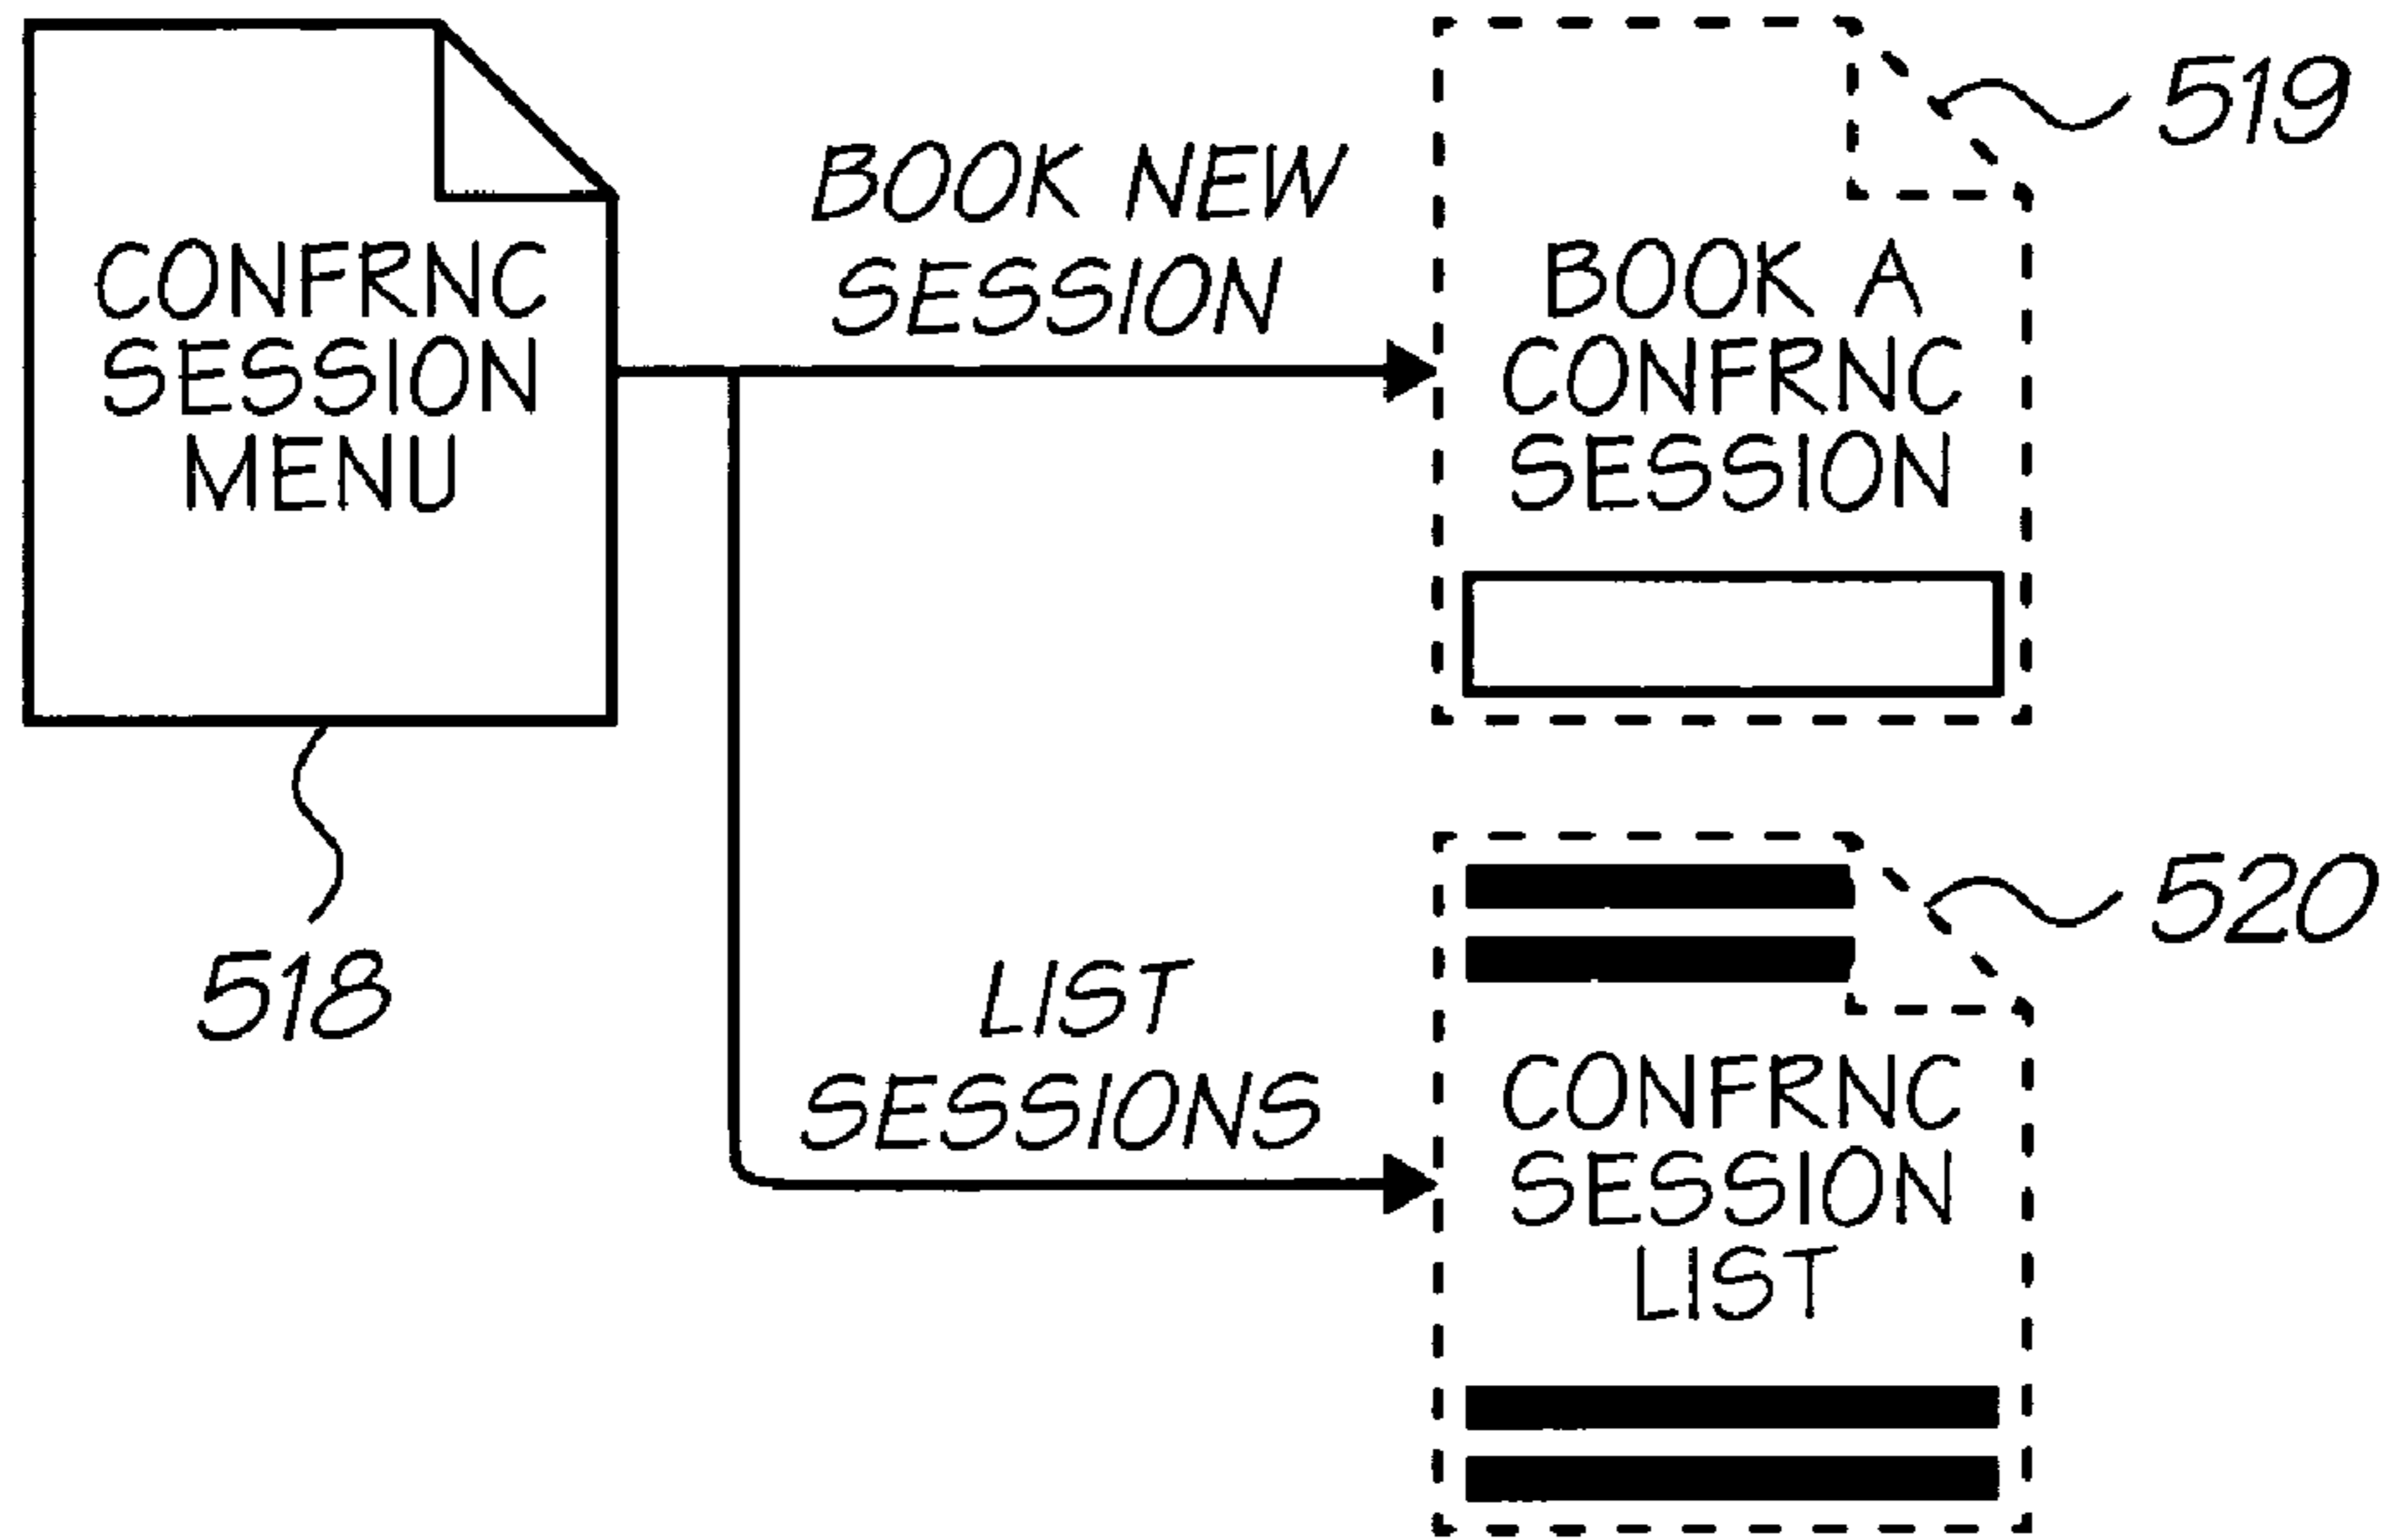 CONFRNC
SESSION
MENU
518
BOOK NEW
SESSION
BOOK A
CONFRNC
SESSION
519
LIST
SESSIONS
CONFRNC
SESSION
LIST
520